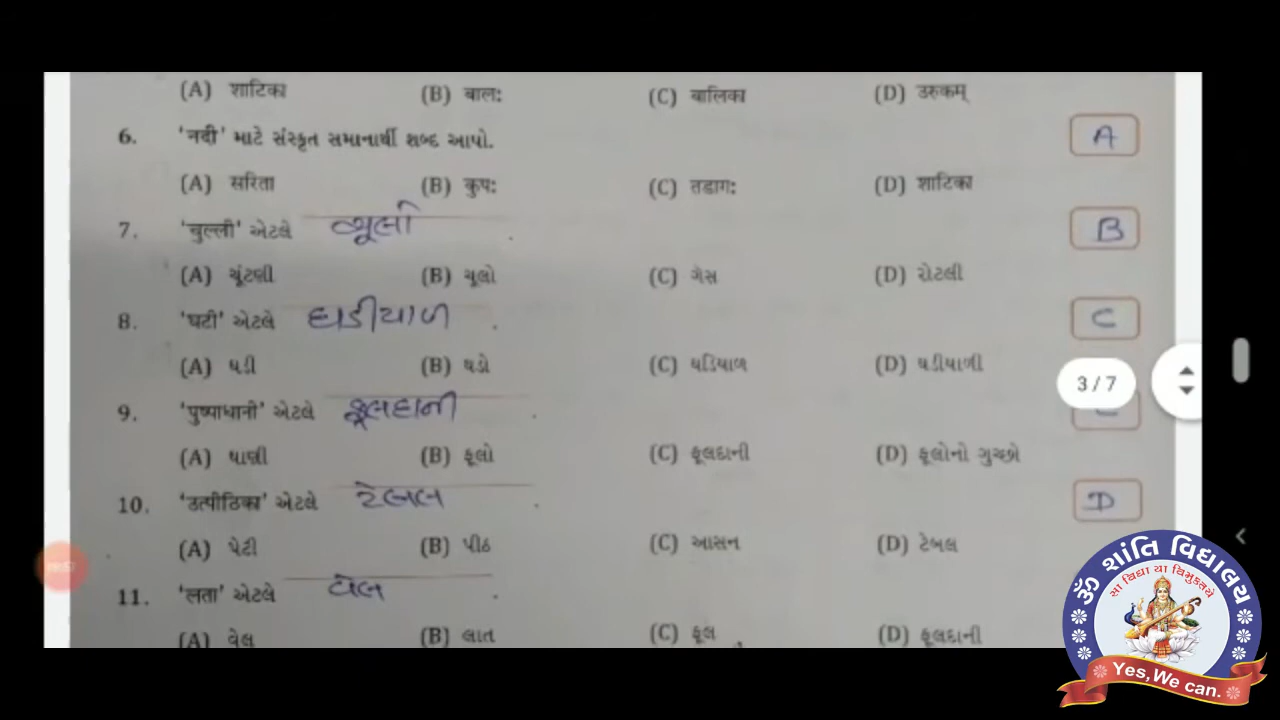 (A) शाटिका (B) बाल: (C) बालिका (D) उरुकम्
6. 'नदी' માટે સંસ્કૃત સમાનાર્થી શબ્દ આપો. A
(A) सरिता (B) कुप: (C) तडाग: (D) शाटिका
7. 'चुल्ली' એટલે ચૂલો . B
(A) ચૂંટણી (B) ચૂલો (C) ગેસ (D) રોટલી
8. 'घटी' એટલે ઘડીયાળ . C
(A) ઘડી (B) ઘડો (C) ઘડિયાળ (D) ઘડીયાળી
3/7
9. 'पुष्पाधानी' એટલે ફૂલદાની .
(A) ધાણી (B) ફૂલો (C) ફૂલદાની (D) ફૂલોનો ગુચ્છો
10. 'उत्पीठिका' એટલે ટેબલ . D
(A) પેટી (B) પીઠ (C) આસન (D) ટેબલ
11. 'लता' એટલે વેલ .
(A) વેલ (B) લાત (C) ફૂલ (D) ફૂલદાની
ૐ શાંતિ વિદ્યાલય
સા વિદ્યા યા વિમુક્તયે
Yes, We can.